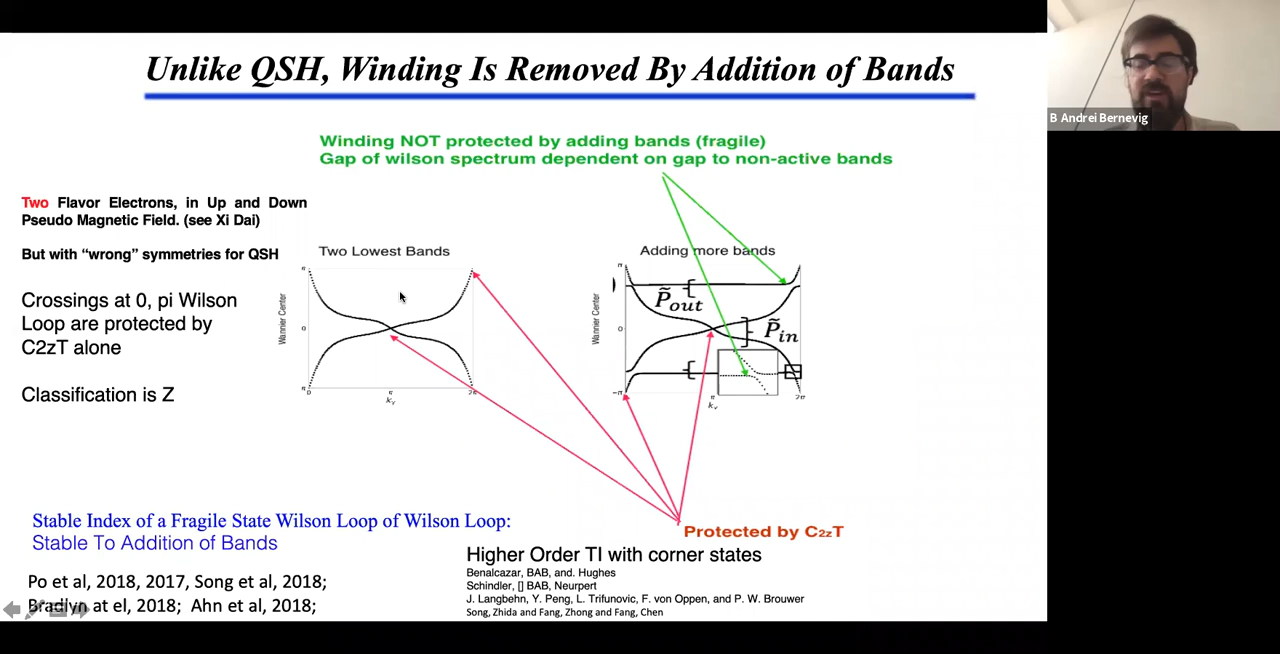 Unlike QSH, Winding Is Removed By Addition of Bands
B Andrei Bernevig
Winding NOT protected by adding bands (fragile)
Gap of wilson spectrum dependent on gap to non-active bands
Two Flavor Electrons, in Up and Down
Pseudo Magnetic Field. (see Xi Dai)
But with “wrong” symmetries for QSH
Crossings at 0, pi Wilson
Loop are protected by
C2zT alone
Classification is Z
Two Lowest Bands
Wannier Center
π
0
π
0
π
2π
k_y
Adding more bands
Wannier Center
π
0
-π
P̃out
P̃in
π
2π
k_y
Protected by C2zT
Stable Index of a Fragile State Wilson Loop of Wilson Loop:
Stable To Addition of Bands
Po et al, 2018, 2017, Song et al, 2018;
Bradlyn at el, 2018; Ahn et al, 2018;
Higher Order TI with corner states
Benalcazar, BAB, and. Hughes
Schindler, [] BAB, Neurpert
J. Langbehn, Y. Peng, L. Trifunovic, F. von Oppen, and P. W. Brouwer
Song, Zhida and Fang, Zhong and Fang, Chen